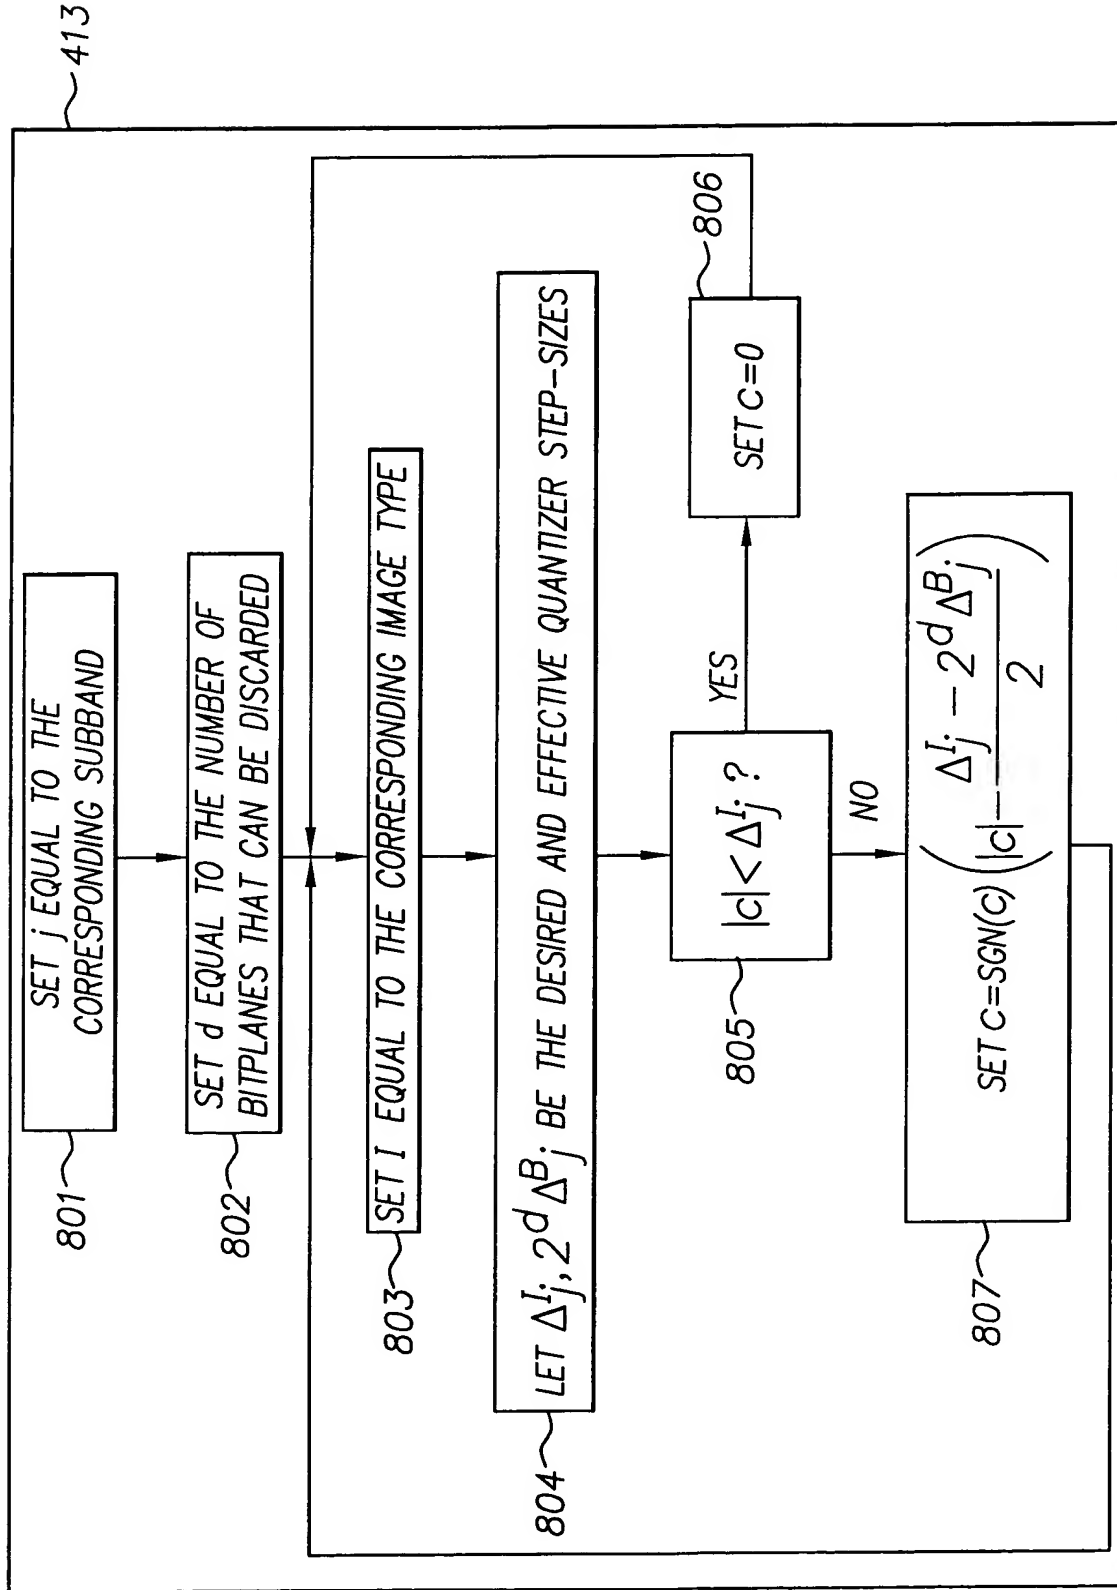 413
SET j EQUAL TO THE
CORRESPONDING SUBBAND
801
SET d EQUAL TO THE NUMBER OF
BITPLANES THAT CAN BE DISCARDED
802
SET I EQUAL TO THE CORRESPONDING IMAGE TYPE
803
LET Δ^I_j, 2^d Δ^B_j BE THE DESIRED AND EFFECTIVE QUANTIZER STEP-SIZES
804
|c| < Δ^I_j ?
805
YES
SET C=0
806
NO
SET C=SGN(C) (|c| - (Δ^I_j - 2^d Δ^B_j) / 2)
807